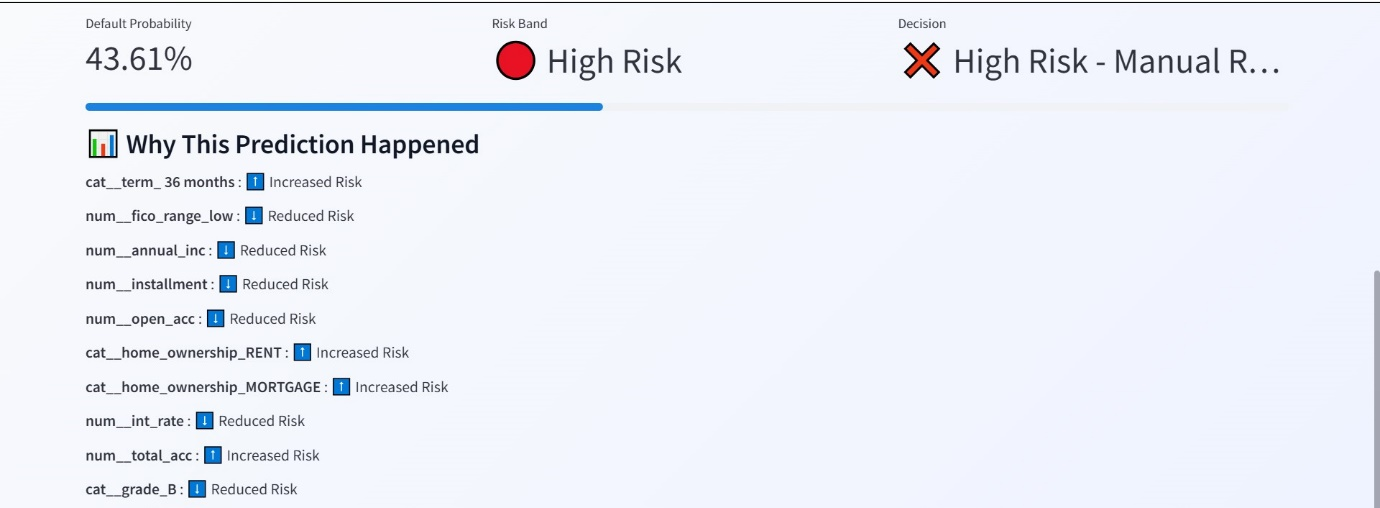 Default Probability
Risk Band
Decision
43.61%
High Risk
High Risk - Manual R...
Why This Prediction Happened
cat__term_ 36 months : ↑ Increased Risk
num__fico_range_low : ↓ Reduced Risk
num__annual_inc : ↓ Reduced Risk
num__installment : ↓ Reduced Risk
num__open_acc : ↓ Reduced Risk
cat__home_ownership_RENT : ↑ Increased Risk
cat__home_ownership_MORTGAGE : ↑ Increased Risk
num__int_rate : ↓ Reduced Risk
num__total_acc : ↑ Increased Risk
cat__grade_B : ↓ Reduced Risk